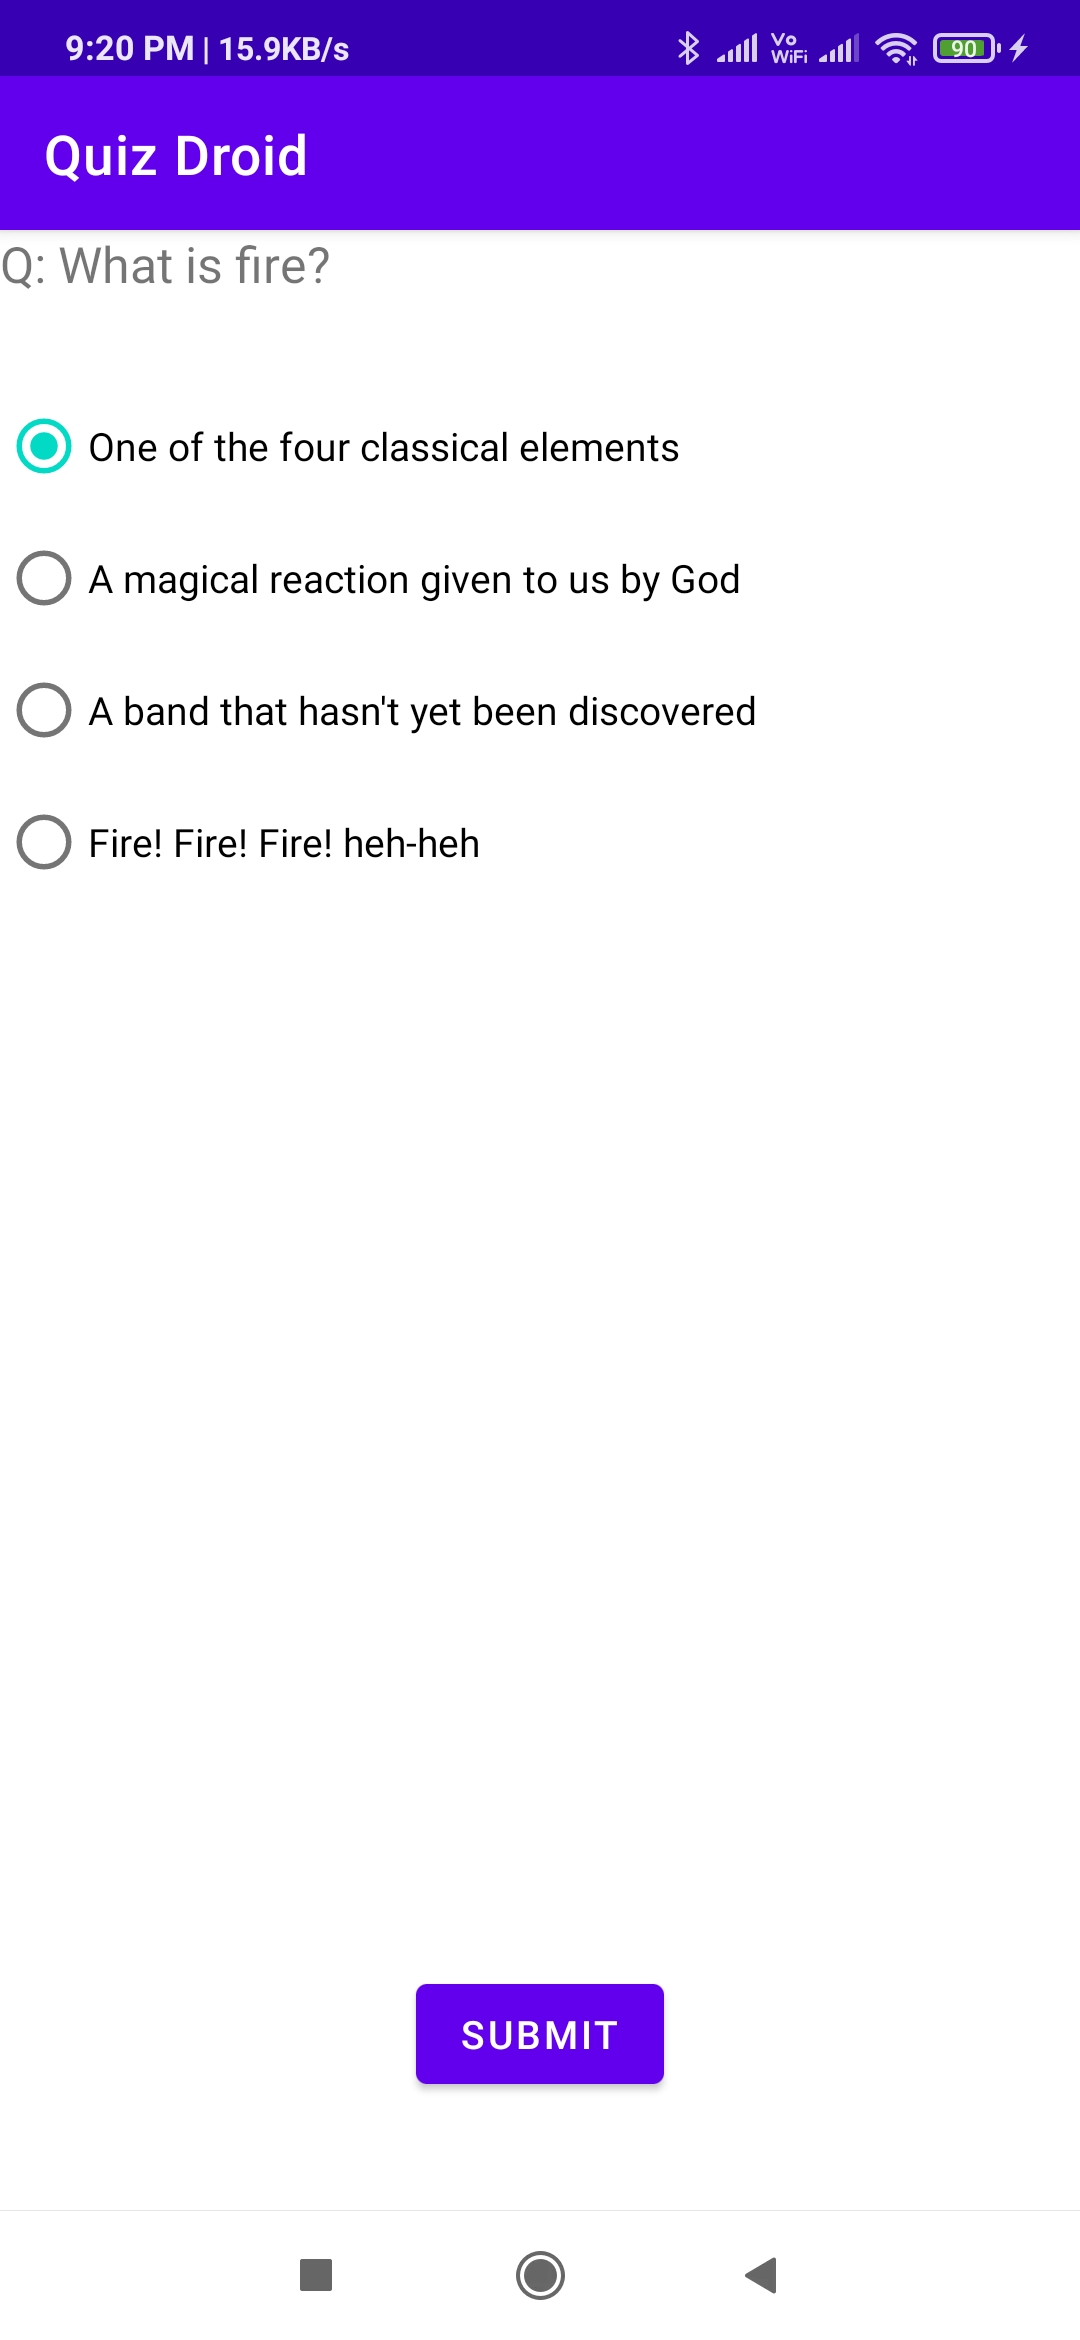 9:20 PM | 15.9KB/s Vo WiFi 90
Quiz Droid
Q: What is fire?
One of the four classical elements
A magical reaction given to us by God
A band that hasn't yet been discovered
Fire! Fire! Fire! heh-heh
SUBMIT